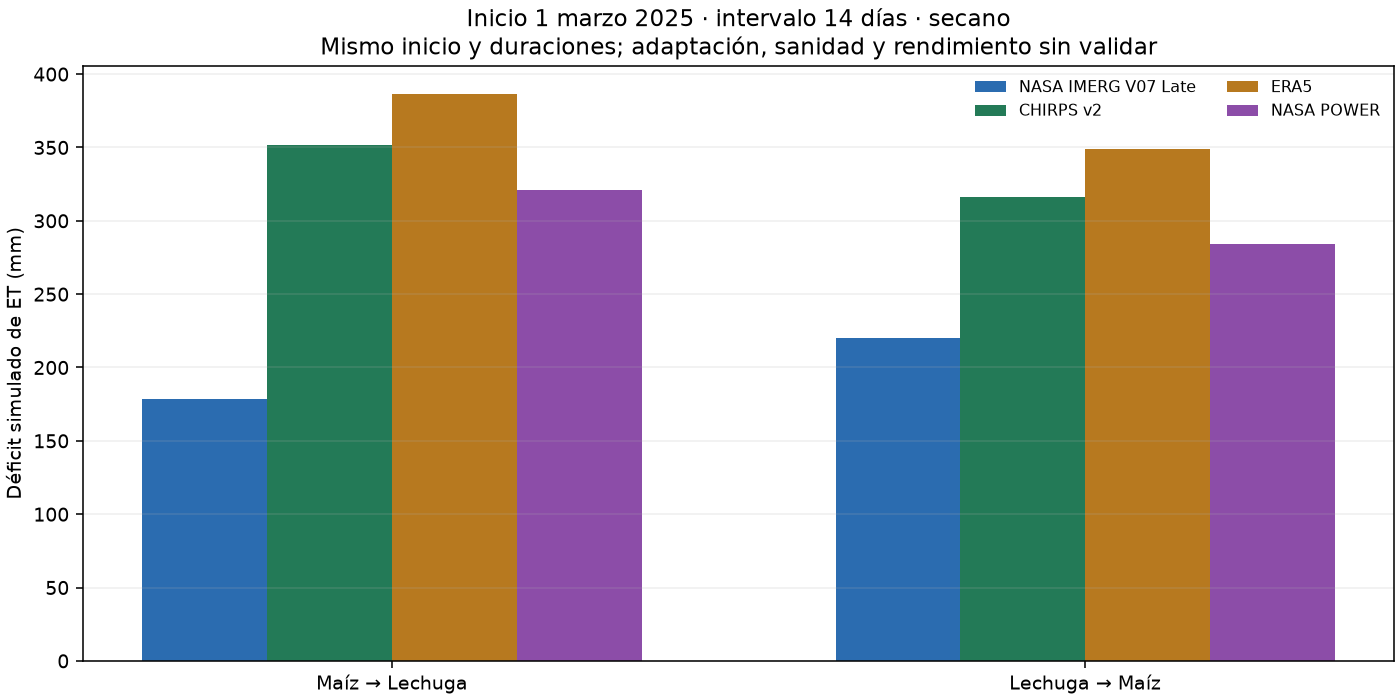 Inicio 1 marzo 2025 · intervalo 14 días · secano
Mismo inicio y duraciones; adaptación, sanidad y rendimiento sin validar
NASA IMERG V07 Late
CHIRPS v2
ERA5
NASA POWER
Déficit simulado de ET (mm)
400
350
300
250
200
150
100
50
0
Maíz → Lechuga
Lechuga → Maíz